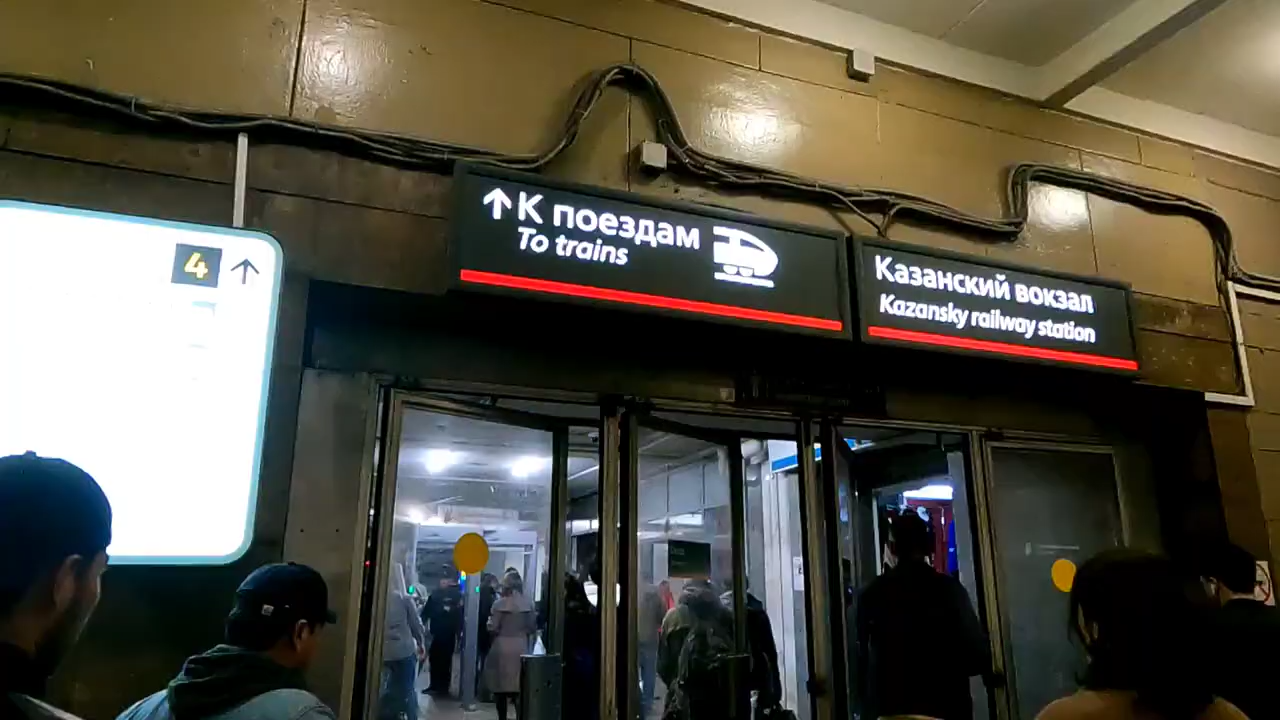 4
К поездам
To trains
Казанский вокзал
Kazansky railway station